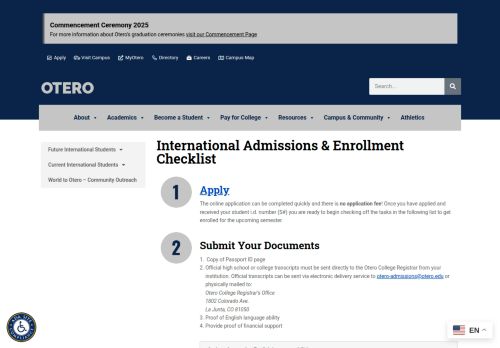 Commencement Ceremony 2025
For more information about Otero's graduation ceremonies visit our Commencement Page
Apply Visit Campus MyOtero Directory Careers Campus Map
OTERO
Search...
About Academics Become a Student Pay for College Resources Campus & Community Athletics
Future International Students
Current International Students
World to Otero – Community Outreach
International Admissions & Enrollment
Checklist
1
Apply
The online application can be completed quickly and there is no application fee! Once you have applied and
received your student i.d. number (S#) you are ready to begin checking off the tasks in the following list to get
enrolled for the upcoming semester.
2
Submit Your Documents
1. Copy of Passport ID page
2. Official high school or college transcripts must be sent directly to the Otero College Registrar from your
institution. Official transcripts can be sent via electronic delivery service to otero-admissions@otero.edu or
physically mailed to:
Otero College Registrar's Office
1802 Colorado Ave.
La Junta, CO 81050
3. Proof of English language ability
4. Provide proof of financial support
EN